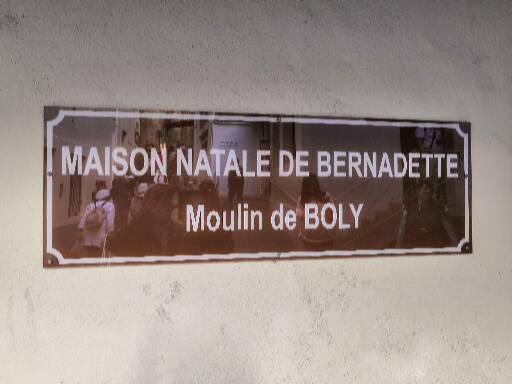 MAISON NATALE DE BERNADETTE
Moulin de BOLY